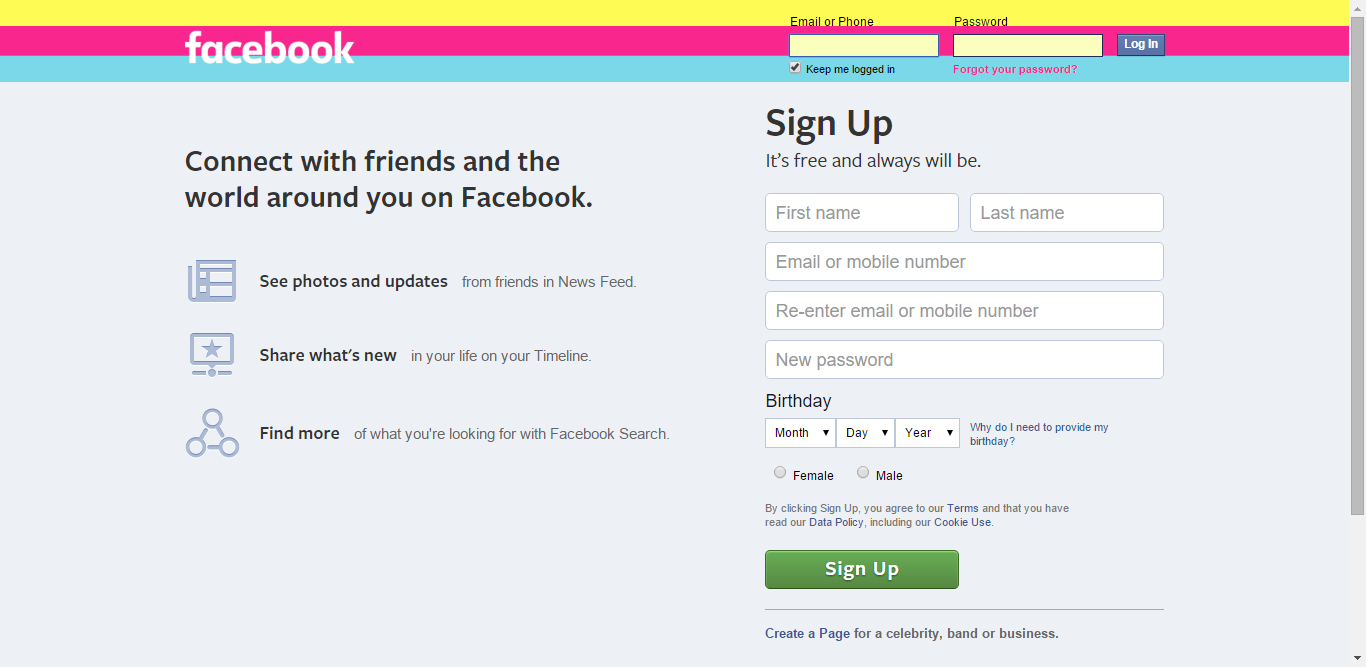 Email or Phone Password
facebook Log In
Keep me logged in Forgot your password?
Sign Up
It's free and always will be.
Connect with friends and the
world around you on Facebook.
See photos and updates from friends in News Feed.
Share what's new in your life on your Timeline.
Find more of what you're looking for with Facebook Search.
First name Last name
Email or mobile number
Re-enter email or mobile number
New password
Birthday
Month Day Year
Why do I need to provide my
birthday?
Female Male
By clicking Sign Up, you agree to our Terms and that you have
read our Data Policy, including our Cookie Use.
Sign Up
Create a Page for a celebrity, band or business.